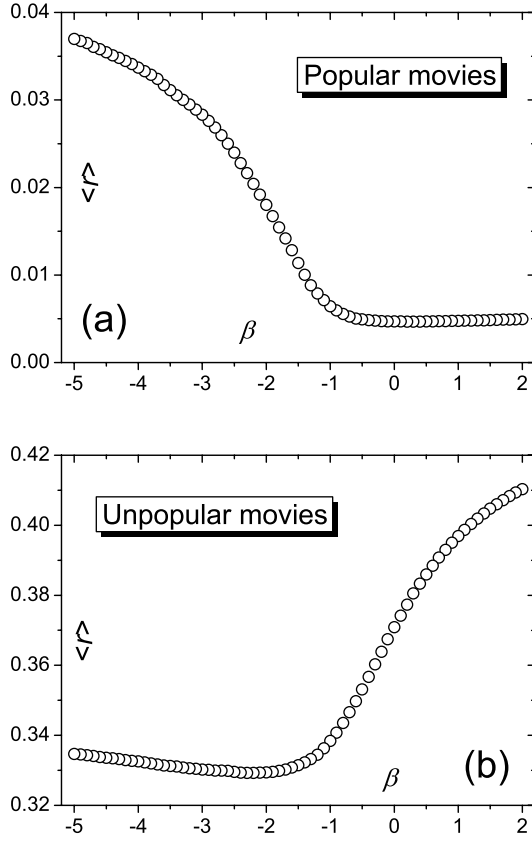 0.04
Popular movies
0.03
<r>
0.02
0.01
(a)
β
0.00
-5 -4 -3 -2 -1 0 1 2
0.42
Unpopular movies
0.40
0.38
<r>
0.36
0.34
β
(b)
0.32
-5 -4 -3 -2 -1 0 1 2